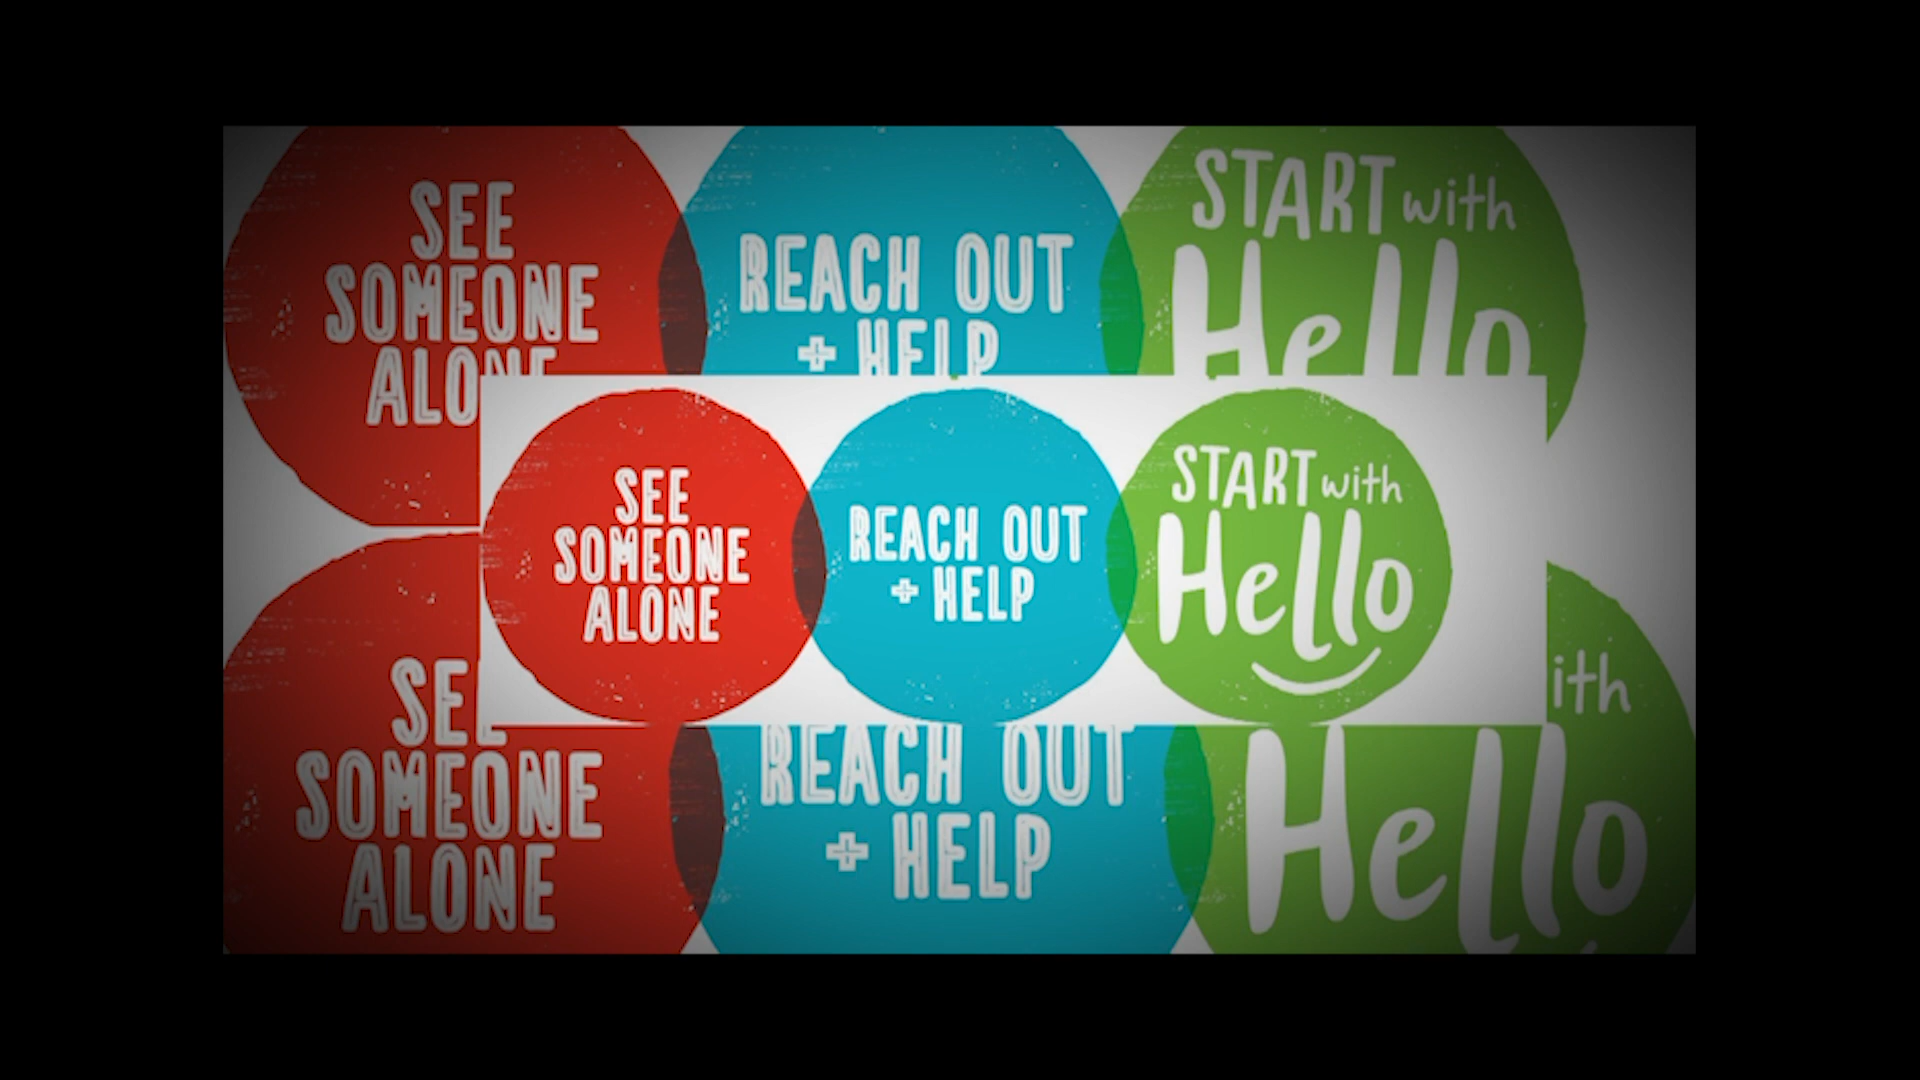 SEE
SOMEONE
ALONE
REACH OUT
+ HELP
START with
Hello
SEE
SOMEONE
ALONE
REACH OUT
+ HELP
START with
Hello
SEE
SOMEONE
ALONE
REACH OUT
+ HELP
ith
Hello